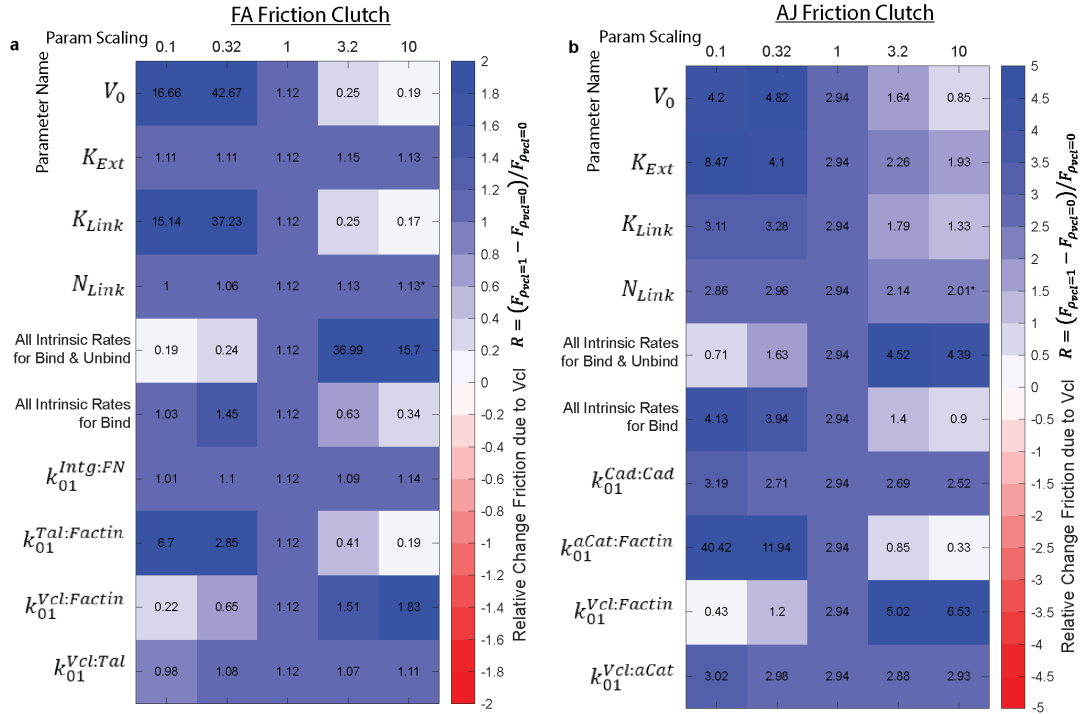 FA Friction Clutch
a
Param Scaling
0.1 0.32 1 3.2 10
Parameter Name
V0 16.66 42.67 1.12 0.25 0.19
KExt 1.11 1.11 1.12 1.15 1.13
KLink 15.14 37.23 1.12 0.25 0.17
NLink 1 1.06 1.12 1.13 1.13*
All Intrinsic Rates
for Bind & Unbind 0.19 0.24 1.12 36.99 15.7
All Intrinsic Rates
for Bind 1.03 1.45 1.12 0.63 0.34
k01^Intg:FN 1.01 1.1 1.12 1.09 1.14
k01^Tal:Factin 6.7 2.85 1.12 0.41 0.19
k01^Vcl:Factin 0.22 0.65 1.12 1.51 1.83
k01^Vcl:Tal 0.98 1.08 1.12 1.07 1.11
2
1.8
1.6
1.4
1.2
1
0.8
0.6
0.4
0.2
0
-0.2
-0.4
-0.6
-0.8
-1
-1.2
-1.4
-1.6
-1.8
-2
Relative Change Friction due to Vcl R = (Fρvcl=1 − Fρvcl=0)/Fρvcl=0
AJ Friction Clutch
b
Param Scaling
0.1 0.32 1 3.2 10
Parameter Name
V0 4.2 4.82 2.94 1.64 0.85
KExt 8.47 4.1 2.94 2.26 1.93
KLink 3.11 3.28 2.94 1.79 1.33
NLink 2.86 2.96 2.94 2.14 2.01*
All Intrinsic Rates
for Bind & Unbind 0.71 1.63 2.94 4.52 4.39
All Intrinsic Rates
for Bind 4.13 3.94 2.94 1.4 0.9
k01^Cad:Cad 3.19 2.71 2.94 2.69 2.52
k01^aCat:Factin 40.42 11.94 2.94 0.85 0.33
k01^Vcl:Factin 0.43 1.2 2.94 5.02 6.53
k01^Vcl:aCat 3.02 2.98 2.94 2.88 2.93
5
4.5
4
3.5
3
2.5
2
1.5
1
0.5
0
-0.5
-1
-1.5
-2
-2.5
-3
-3.5
-4
-4.5
-5
Relative Change Friction due to Vcl R = (Fρvcl=1 − Fρvcl=0)/Fρvcl=0